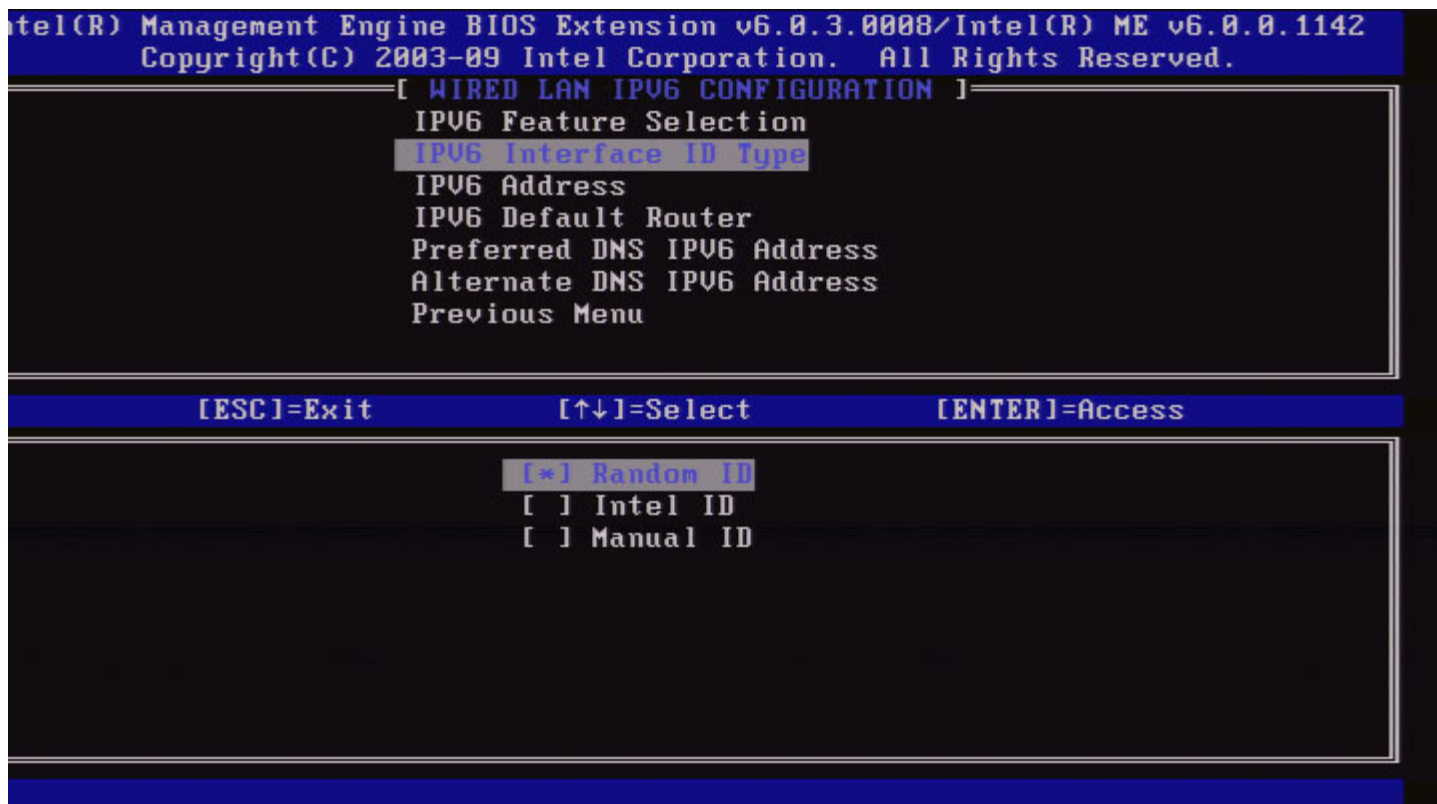 ntel(R) Management Engine BIOS Extension v6.0.3.0008/Intel(R) ME v6.0.0.1142
Copyright(C) 2003-09 Intel Corporation. All Rights Reserved.
[ WIRED LAN IPV6 CONFIGURATION ]
IPV6 Feature Selection
IPV6 Interface ID Type
IPV6 Address
IPV6 Default Router
Preferred DNS IPV6 Address
Alternate DNS IPV6 Address
Previous Menu
[ESC]=Exit [↑↓]=Select [ENTER]=Access
[*] Random ID
[ ] Intel ID
[ ] Manual ID